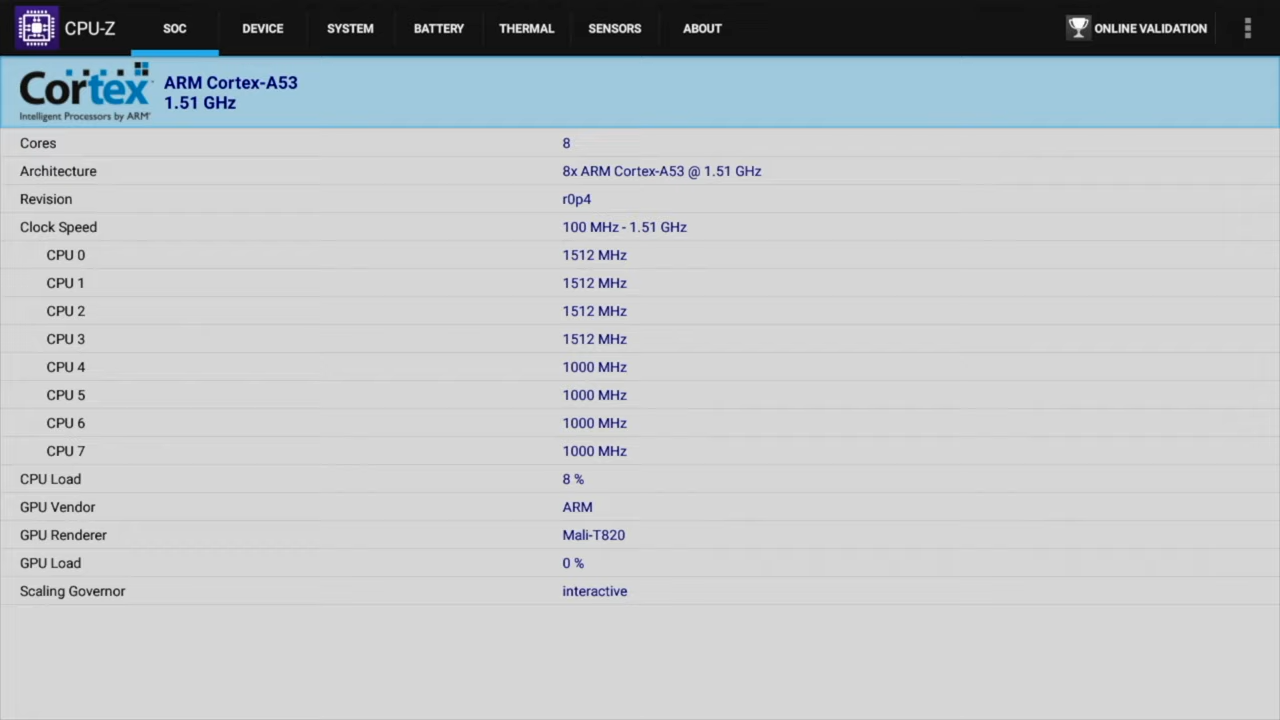 CPU-Z SOC DEVICE SYSTEM BATTERY THERMAL SENSORS ABOUT ONLINE VALIDATION
Cortex
Intelligent Processors by ARM®
ARM Cortex-A53
1.51 GHz
Cores 8
Architecture 8x ARM Cortex-A53 @ 1.51 GHz
Revision r0p4
Clock Speed 100 MHz - 1.51 GHz
CPU 0 1512 MHz
CPU 1 1512 MHz
CPU 2 1512 MHz
CPU 3 1512 MHz
CPU 4 1000 MHz
CPU 5 1000 MHz
CPU 6 1000 MHz
CPU 7 1000 MHz
CPU Load 8 %
GPU Vendor ARM
GPU Renderer Mali-T820
GPU Load 0 %
Scaling Governor interactive